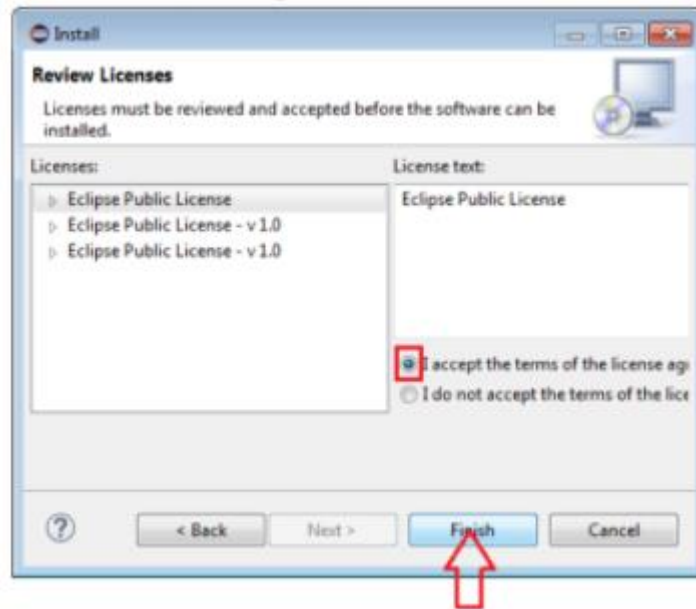 Install
Review Licenses
Licenses must be reviewed and accepted before the software can be
installed.
Licenses:
Eclipse Public License
Eclipse Public License - v 1.0
Eclipse Public License - v 1.0
License text:
Eclipse Public License
I accept the terms of the license ag
I do not accept the terms of the lice
?
< Back
Next >
Finish
Cancel